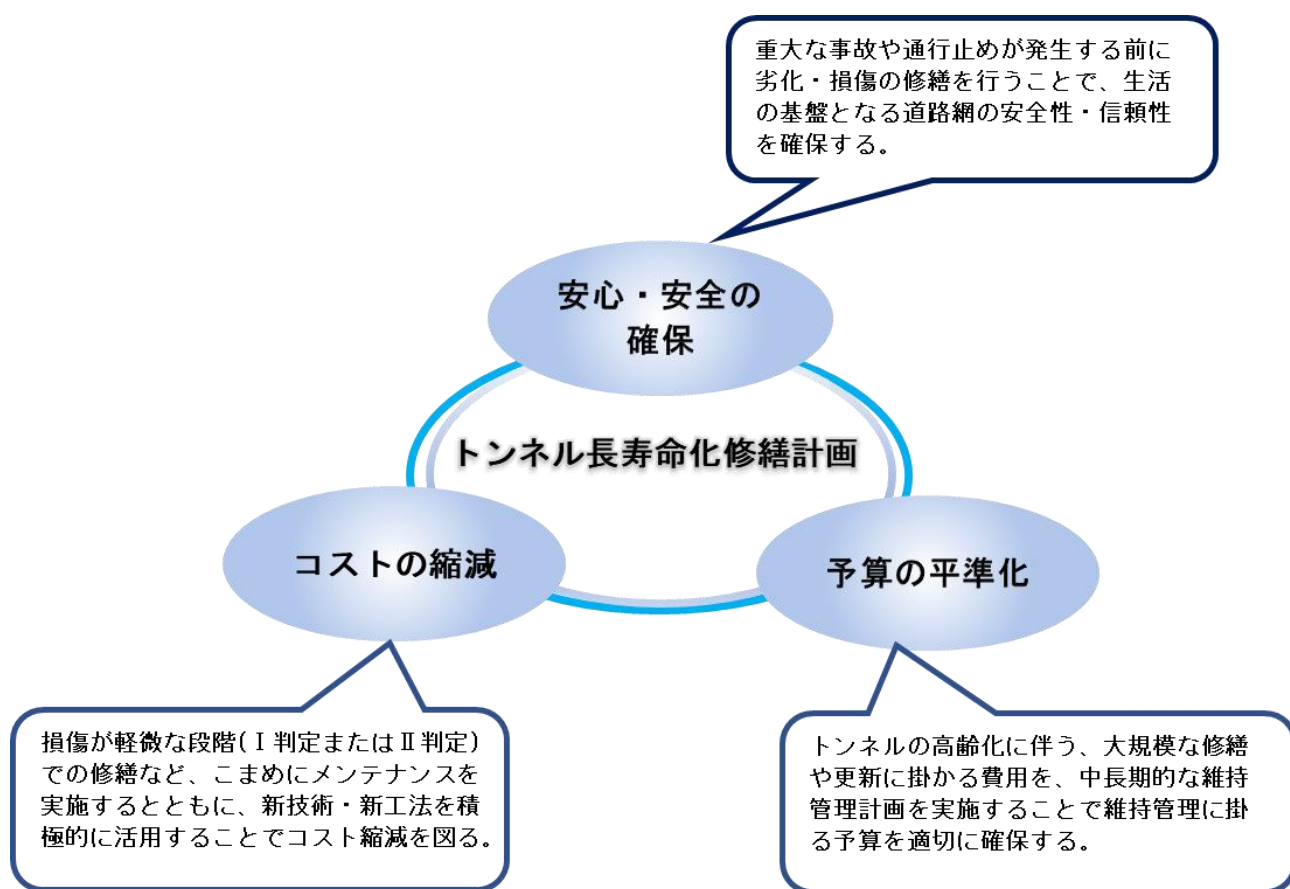 重大な事故や通行止めが発生する前に
劣化・損傷の修繕を行うことで、生活
の基盤となる道路網の安全性・信頼性
を確保する。
安心・安全の
確保
トンネル長寿命化修繕計画
コストの縮減
予算の平準化
損傷が軽微な段階(Ⅰ判定またはⅡ判定)
での修繕など、こまめにメンテナンスを
実施するとともに、新技術・新工法を積
極的に活用することでコスト縮減を図る。
トンネルの高齢化に伴う、大規模な修繕
や更新に掛かる費用を、中長期的な維持
管理計画を実施することで維持管理に掛
る予算を適切に確保する。